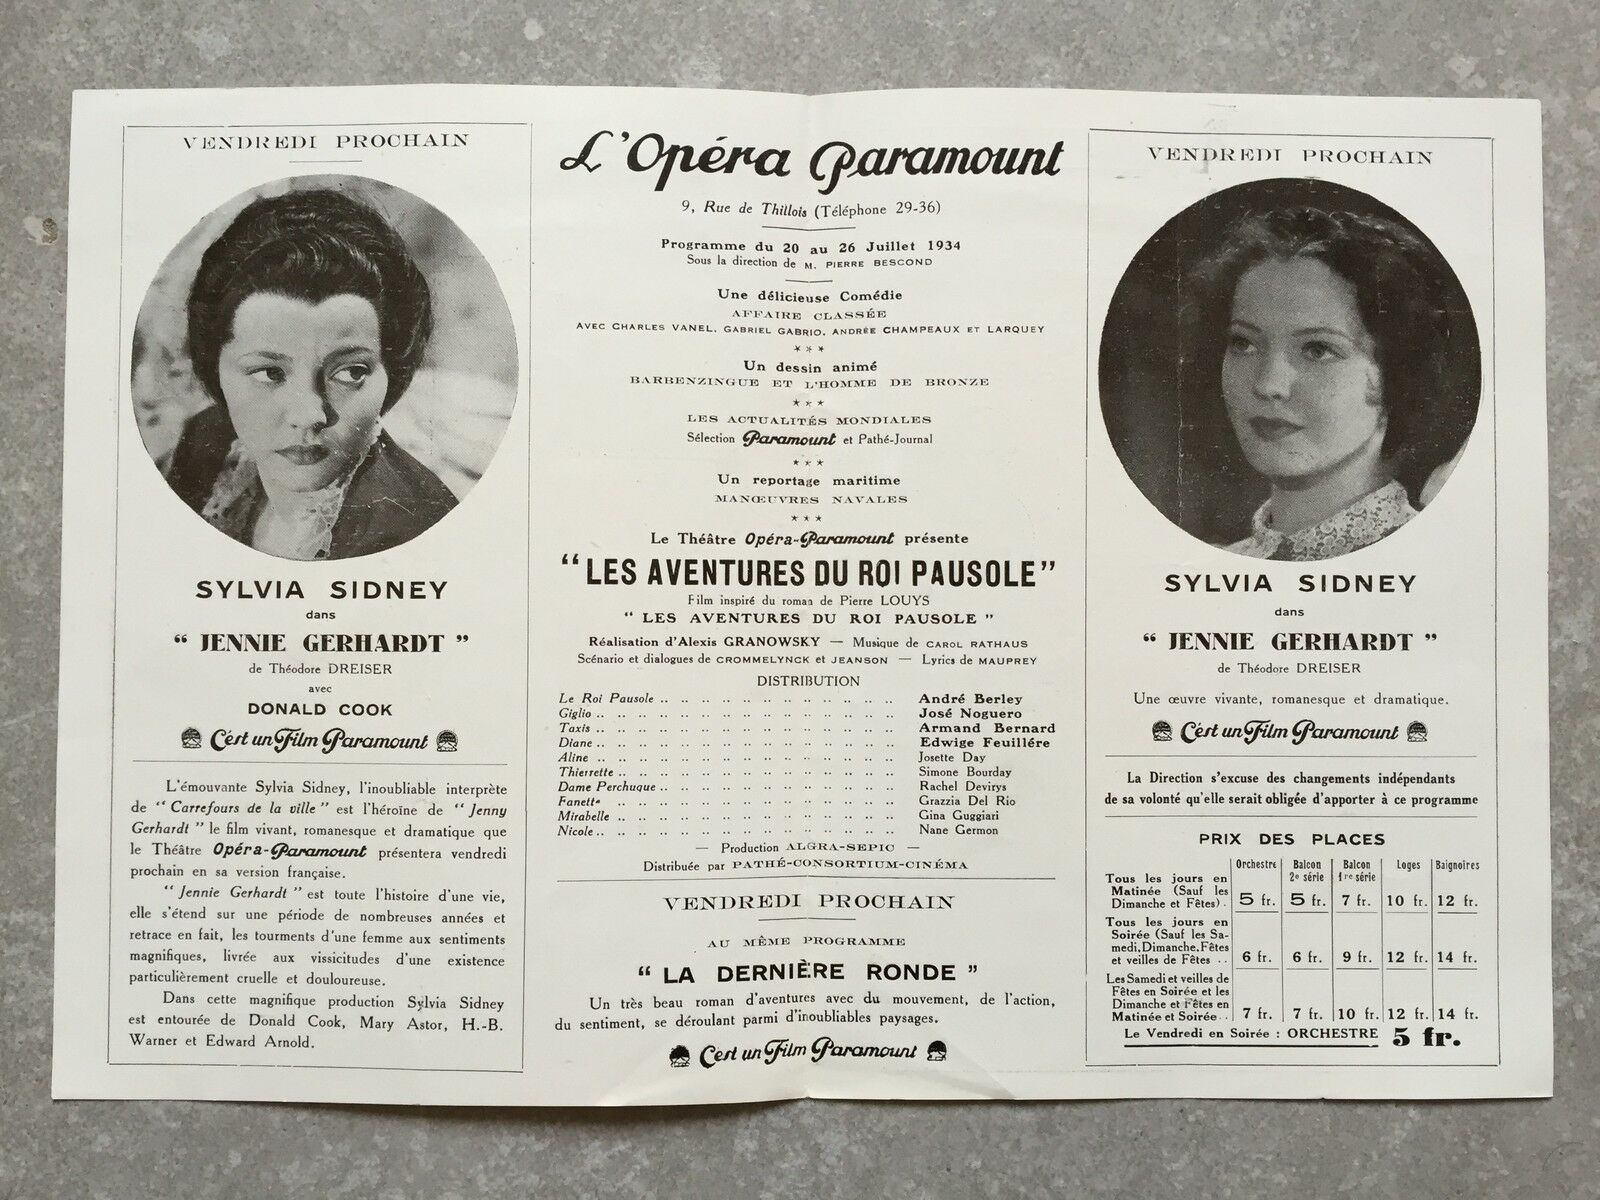 VENDREDI PROCHAIN
SYLVIA SIDNEY
dans
“ JENNIE GERHARDT ”
de Théodore DREISER
avec
DONALD COOK
C'est un Film Paramount
L'émouvante Sylvia Sidney, l'inoubliable interprète
de “ Carrefours de la ville ” est l'héroïne de “ Jenny
Gerhardt ” le film vivant, romanesque et dramatique que
le Théâtre Opéra-Paramount présentera vendredi
prochain en sa version française.
“ Jennie Gerhardt ” est toute l'histoire d'une vie,
elle s'étend sur une période de nombreuses années et
retrace en fait, les tourments d'une femme aux sentiments
magnifiques, livrée aux vissicitudes d'une existence
particulièrement cruelle et douloureuse.
Dans cette magnifique production Sylvia Sidney
est entourée de Donald Cook, Mary Astor, H.-B.
Warner et Edward Arnold.
L'Opéra Paramount
9, Rue de Thillois (Téléphone 29-36)
Programme du 20 au 26 Juillet 1934
Sous la direction de M. PIERRE BESCOND
Une délicieuse Comédie
AFFAIRE CLASSÉE
AVEC CHARLES VANEL, GABRIEL GABRIO, ANDRÉE CHAMPEAUX ET LARQUEY
***
Un dessin animé
BARBENZINGUE ET L'HOMME DE BRONZE
***
LES ACTUALITÉS MONDIALES
Sélection Paramount et Pathé-Journal
***
Un reportage maritime
MANŒUVRES NAVALES
***
Le Théâtre Opéra-Paramount présente
“ LES AVENTURES DU ROI PAUSOLE ”
Film inspiré du roman de Pierre LOUYS
“ LES AVENTURES DU ROI PAUSOLE ”
Réalisation d'Alexis GRANOWSKY — Musique de CAROL RATHAUS
Scénario et dialogues de CROMMELYNCK et JEANSON — Lyrics de MAUPREY
DISTRIBUTION
Le Roi Pausole .. .. .. .. .. .. .. .. .. .. .. André Berley
Giglio .. .. .. .. .. .. .. .. .. .. .. .. .. José Noguero
Taxis .. .. .. .. .. .. .. .. .. .. .. .. .. Armand Bernard
Diane .. .. .. .. .. .. .. .. .. .. .. .. .. Edwige Feuillére
Aline .. .. .. .. .. .. .. .. .. .. .. .. .. Josette Day
Thierrette .. .. .. .. .. .. .. .. .. .. .. .. Simone Bourday
Dame Perchuque .. .. .. .. .. .. .. .. .. .. .. Rachel Devirys
Fanette .. .. .. .. .. .. .. .. .. .. .. .. .. Grazzia Del Rio
Mirabelle .. .. .. .. .. .. .. .. .. .. .. .. Gina Guggiari
Nicole .. .. .. .. .. .. .. .. .. .. .. .. .. Nane Germon
— Production ALGRA-SEPIC —
Distribuée par PATHÉ-CONSORTIUM-CINÉMA
VENDREDI PROCHAIN
AU MÊME PROGRAMME
“ LA DERNIÈRE RONDE ”
Un très beau roman d'aventures avec du mouvement, de l'action,
du sentiment, se déroulant parmi d'inoubliables paysages.
C'est un Film Paramount
VENDREDI PROCHAIN
SYLVIA SIDNEY
dans
“ JENNIE GERHARDT ”
de Théodore DREISER
Une œuvre vivante, romanesque et dramatique.
C'est un Film Paramount
La Direction s'excuse des changements indépendants
de sa volonté qu'elle serait obligée d'apporter à ce programme
PRIX DES PLACES
Orchestre Balcon 2e série Balcon 1re série Loges Baignoires
Tous les jours en
Matinée (Sauf les
Dimanche et Fêtes). 5 fr. 5 fr. 7 fr. 10 fr. 12 fr.
Tous les jours en
Soirée (Sauf les Sa-
medi, Dimanche, Fêtes
et veilles de Fêtes .. 6 fr. 6 fr. 9 fr. 12 fr. 14 fr.
Les Samedi et veilles de
Fêtes en Soirée et les
Dimanche et Fêtes en
Matinée et Soirée .. 7 fr. 7 fr. 10 fr. 12 fr. 14 fr.
Le Vendredi en Soirée : ORCHESTRE 5 fr.